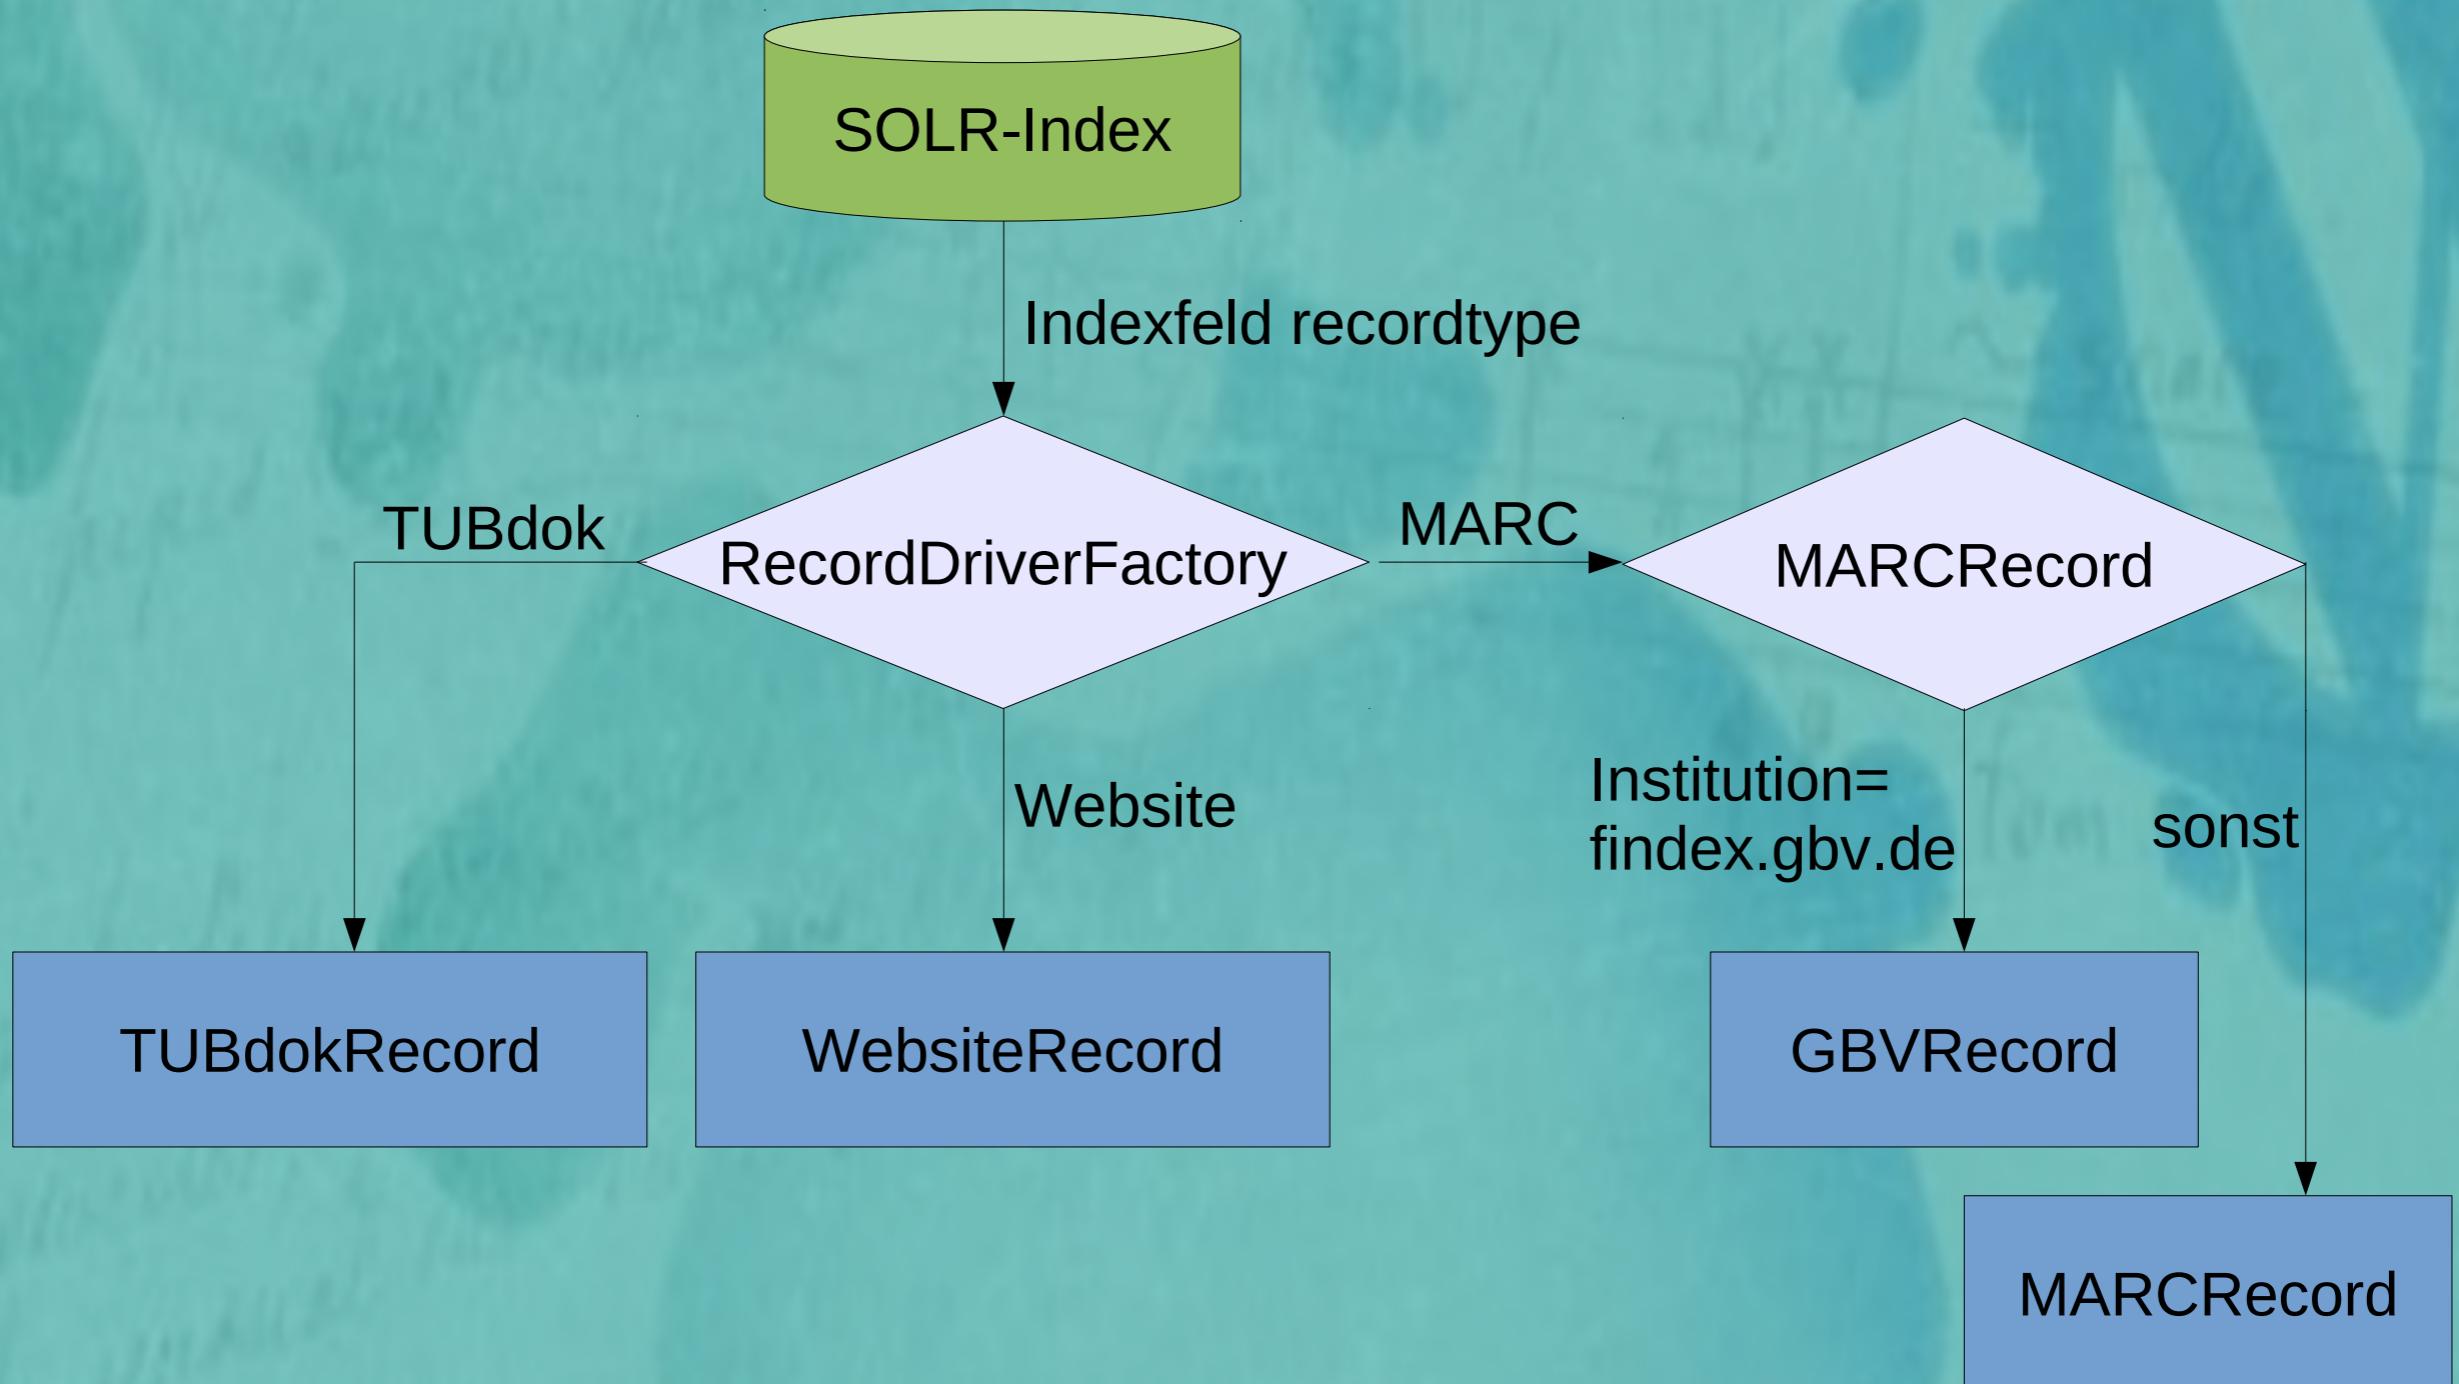 SOLR-Index
Indexfeld recordtype
TUBdok
RecordDriverFactory
MARC
MARCRecord
Website
Institution=
findex.gbv.de
sonst
TUBdokRecord
WebsiteRecord
GBVRecord
MARCRecord